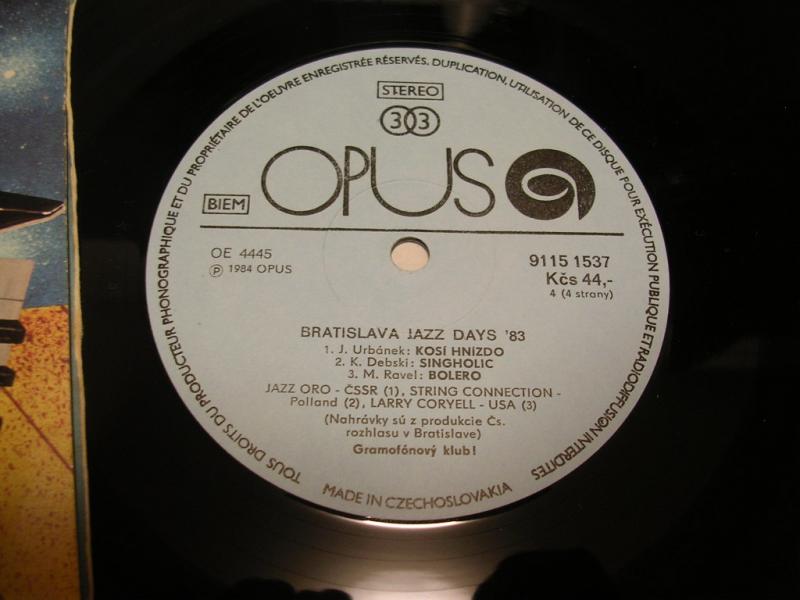 TOUS DROITS DU PRODUCTEUR PHONOGRAPHIQUE ET DU PROPRIÉTAIRE DE L'OEUVRE ENREGISTRÉE RÉSERVÉS. DUPLICATION, UTILISATION DE CE DISQUE POUR EXÉCUTION PUBLIQUE ET RADIODIFFUSION INTERDITES
STEREO
33
OPUS
BIEM
OE 4445
Ⓟ 1984 OPUS
9115 1537
Kčs 44,-
4 (4 strany)
BRATISLAVA JAZZ DAYS '83
1. J. Urbánek: KOSÍ HNÍZDO
2. K. Debski: SINGHOLIC
3. M. Ravel: BOLERO
JAZZ ORO - ČSSR (1), STRING CONNECTION -
Polland (2), LARRY CORYELL - USA (3)
(Nahrávky sú z produkcie Čs.
rozhlasu v Bratislave)
Gramofónový klub!
MADE IN CZECHOSLOVAKIA